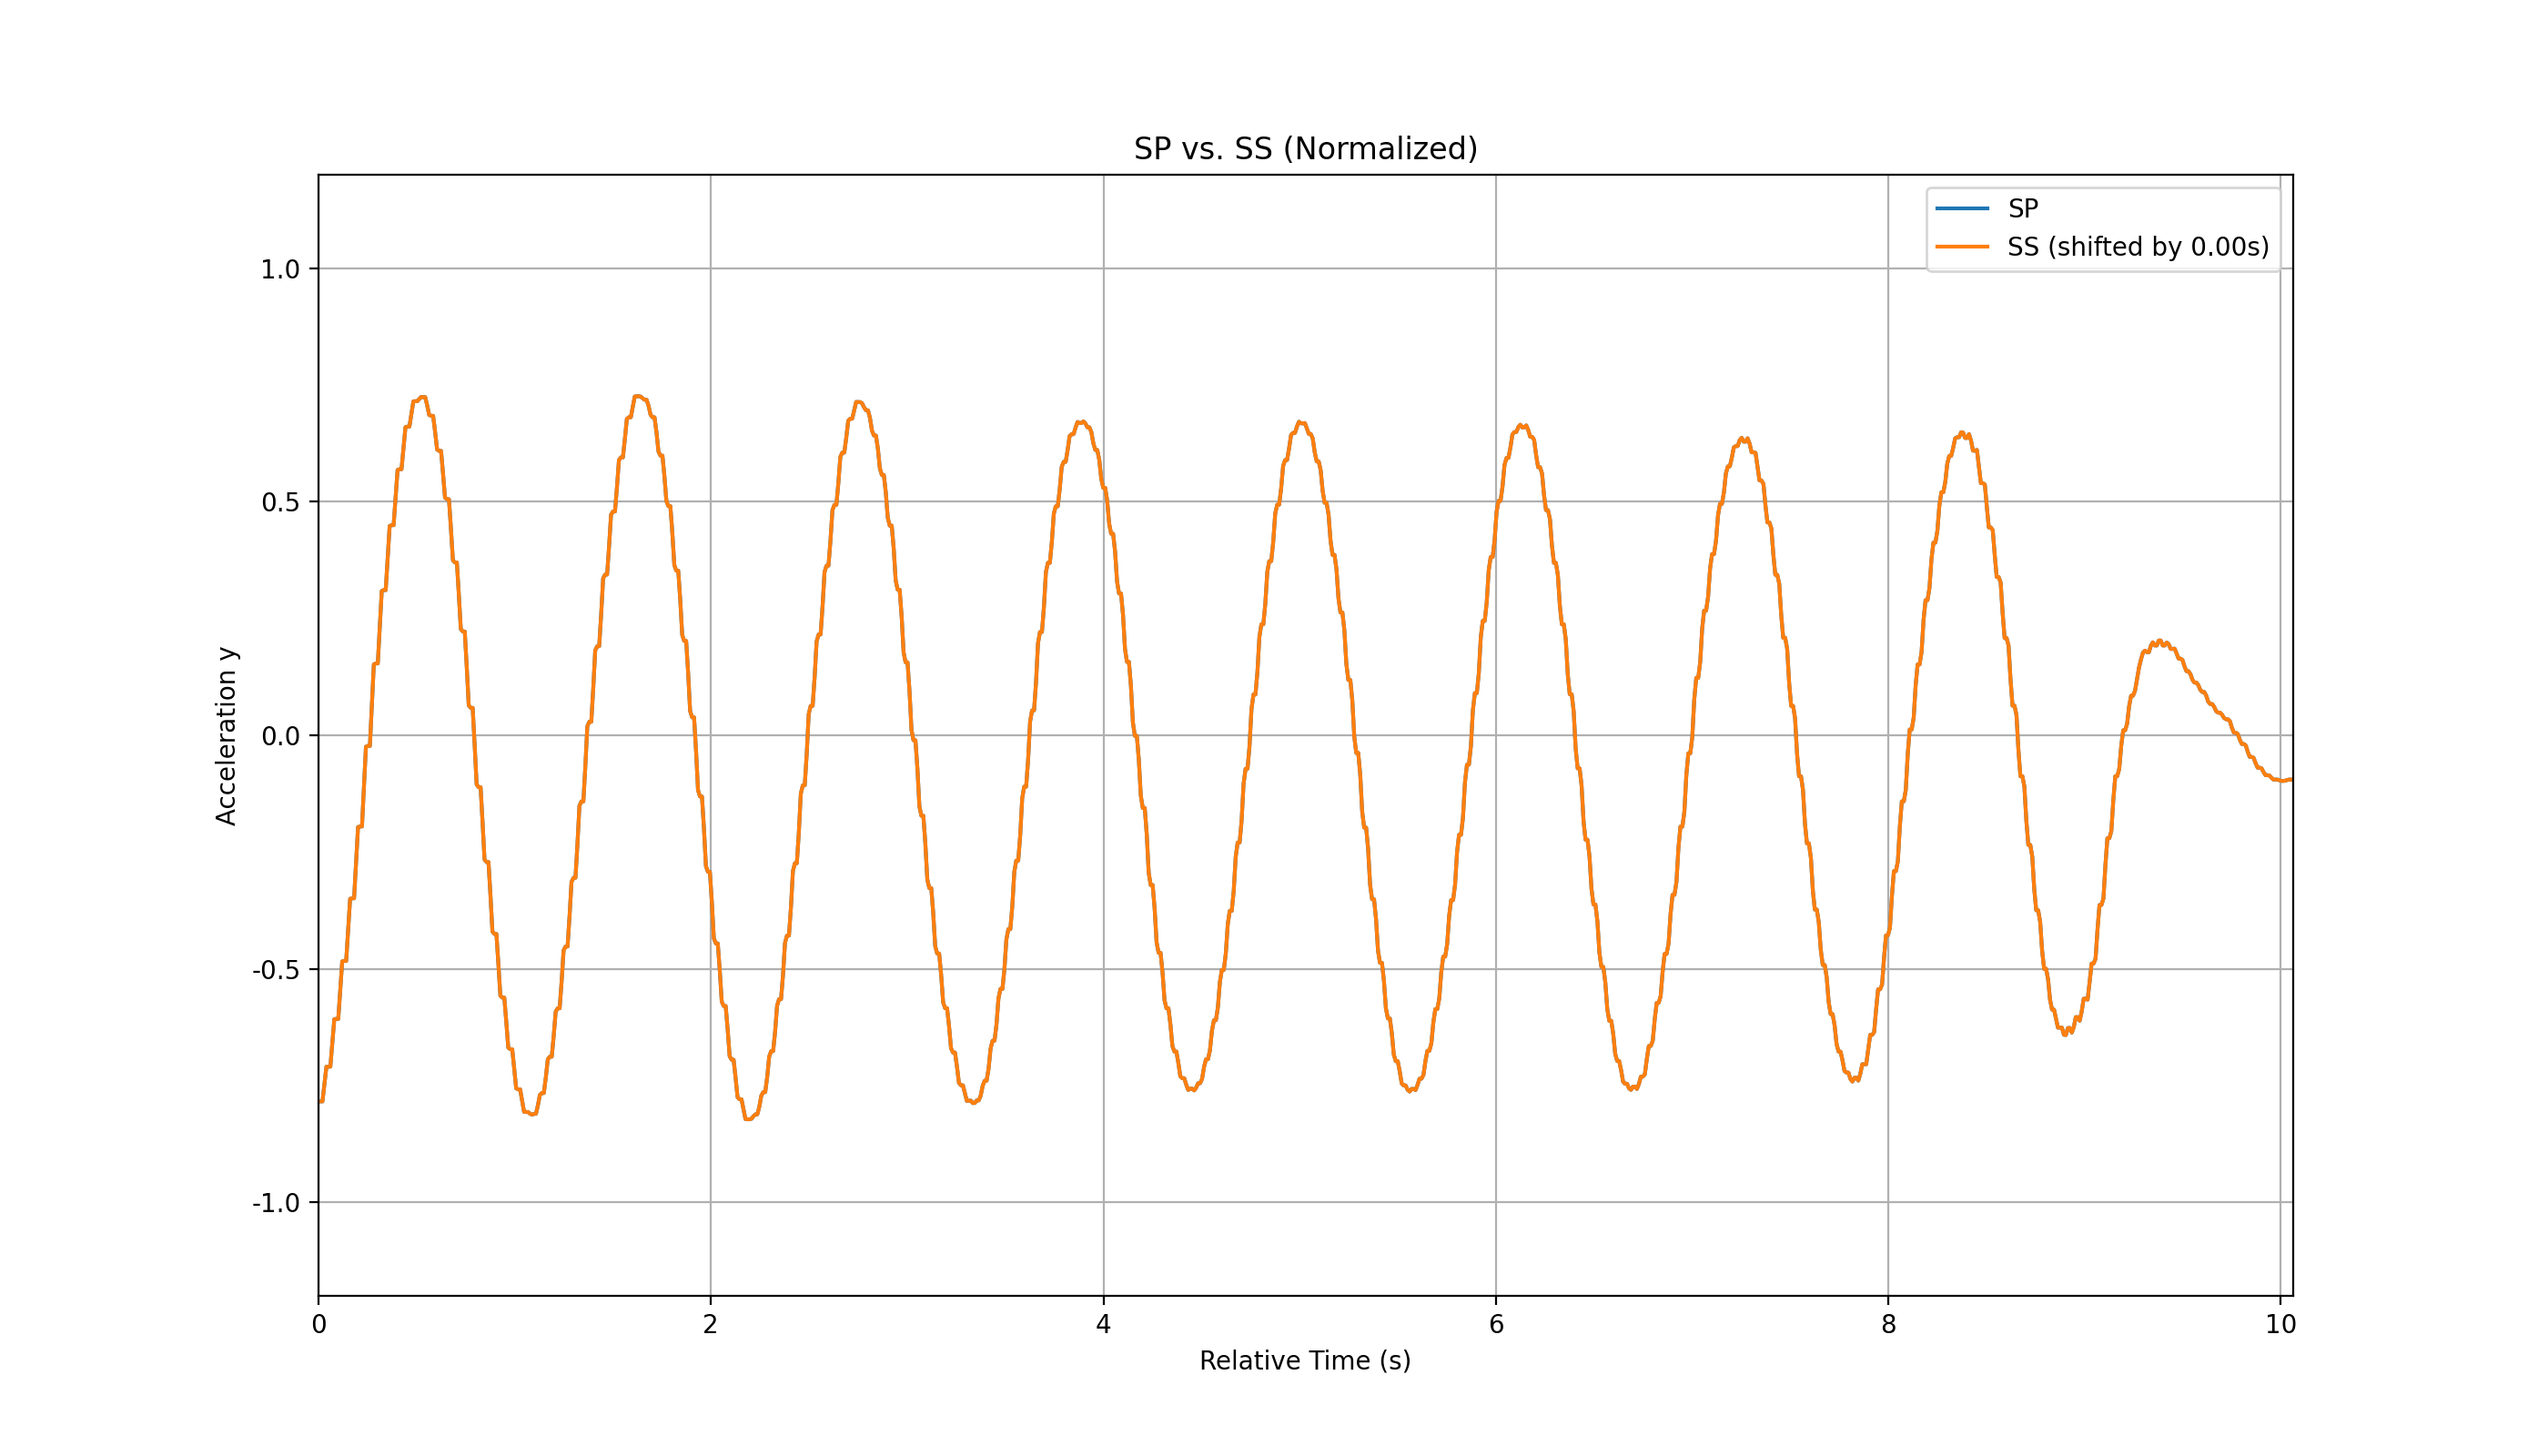 SP vs. SS (Normalized)
SP
SS (shifted by 0.00s)
1.0
0.5
0.0
-0.5
-1.0
Acceleration y
0 2 4 6 8 10
Relative Time (s)